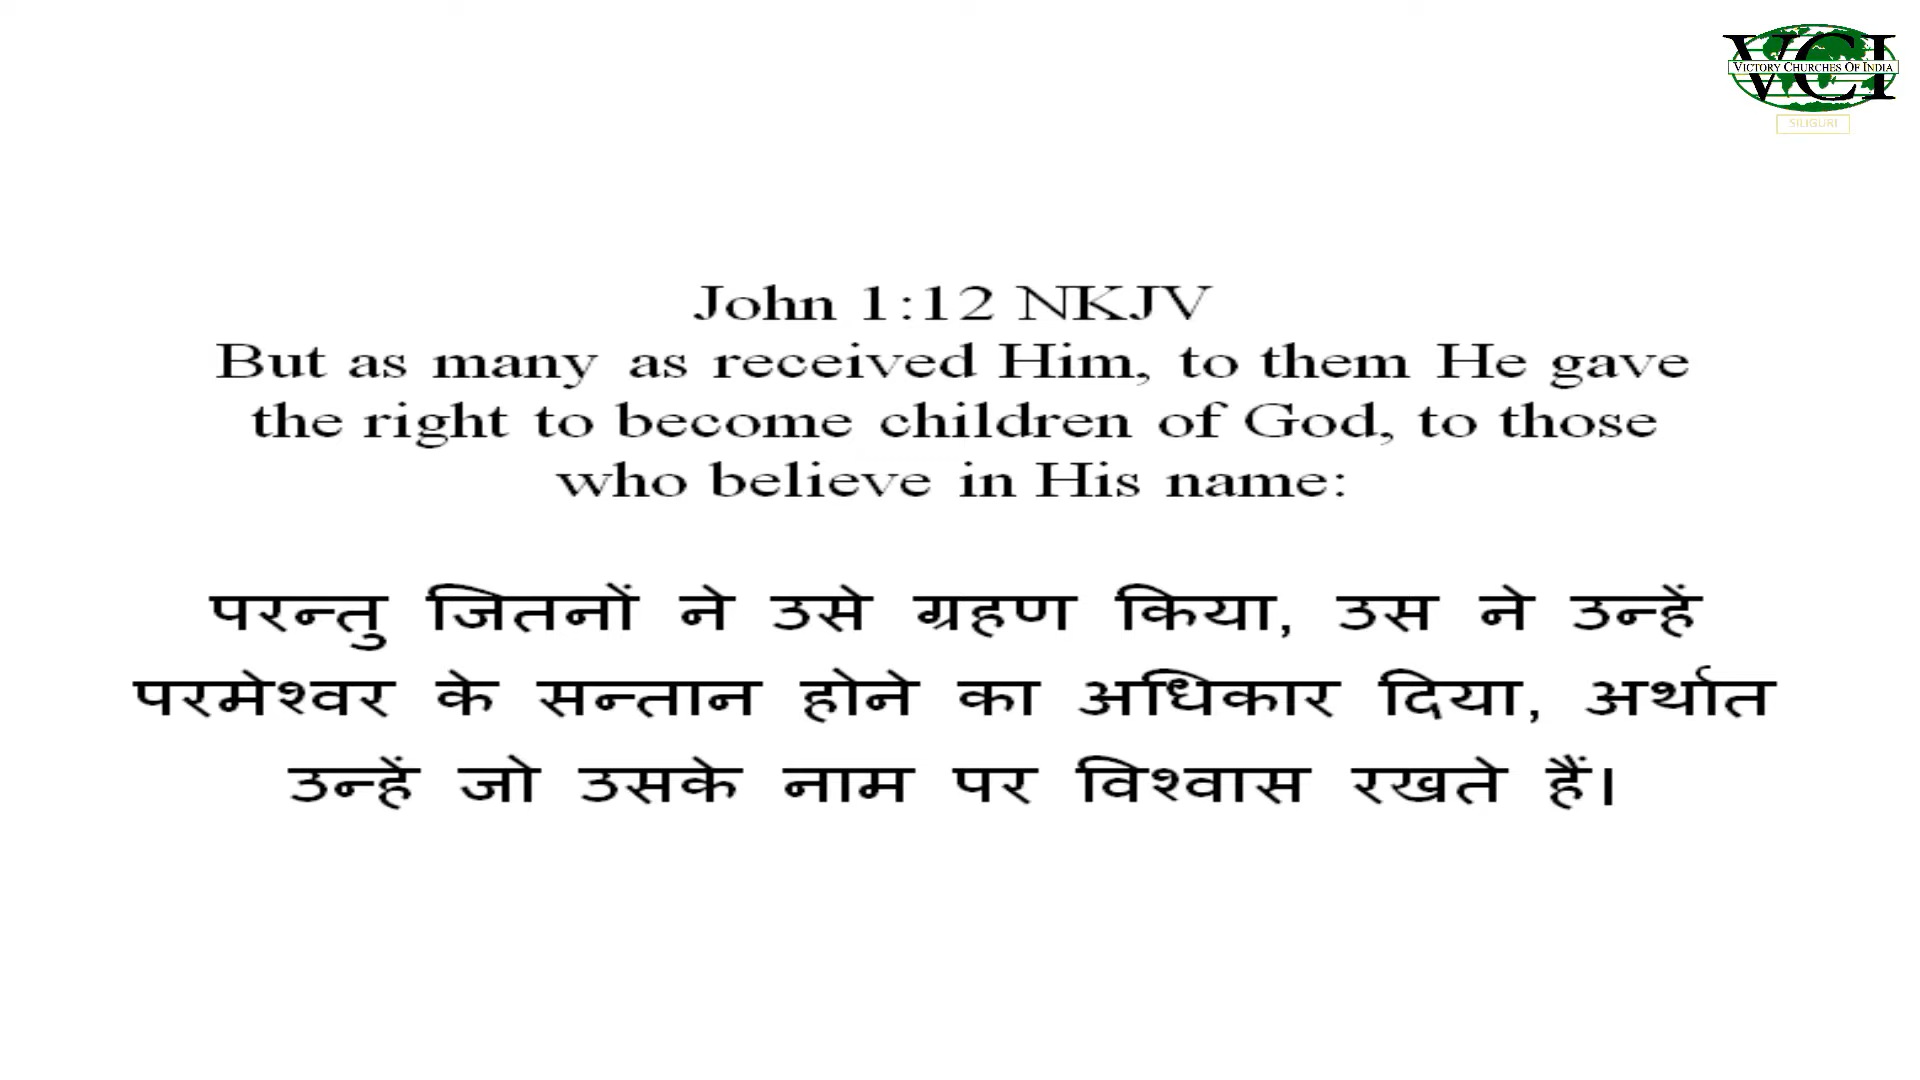 VCI
VICTORY CHURCHES OF INDIA
SILIGURI
John 1:12 NKJV
But as many as received Him, to them He gave
the right to become children of God, to those
who believe in His name:
परन्तु जितनों ने उसे ग्रहण किया, उस ने उन्हें
परमेश्वर के सन्तान होने का अधिकार दिया, अर्थात
उन्हें जो उसके नाम पर विश्वास रखते हैं।